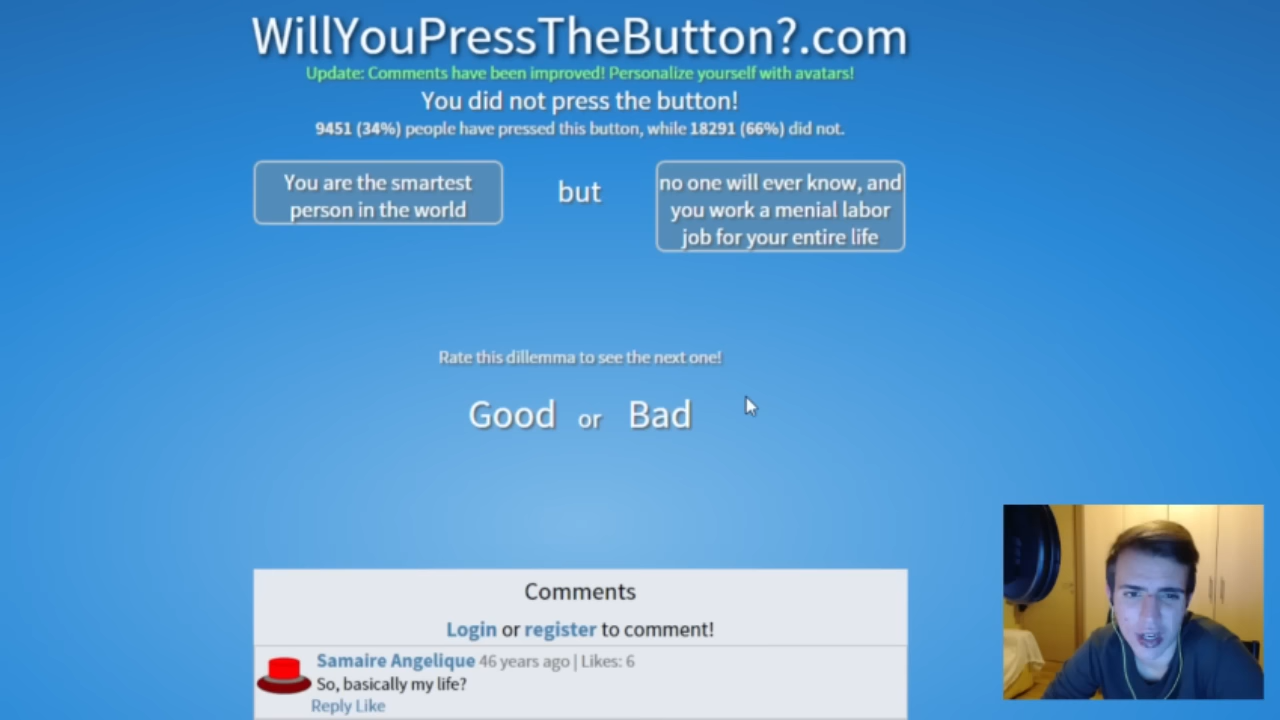 WillYouPressTheButton?.com
Update: Comments have been improved! Personalize yourself with avatars!
You did not press the button!
9451 (34%) people have pressed this button, while 18291 (66%) did not.
You are the smartest
person in the world
but
no one will ever know, and
you work a menial labor
job for your entire life
Rate this dillemma to see the next one!
Good or Bad
Comments
Login or register to comment!
Samaire Angelique 46 years ago | Likes: 6
So, basically my life?
Reply Like